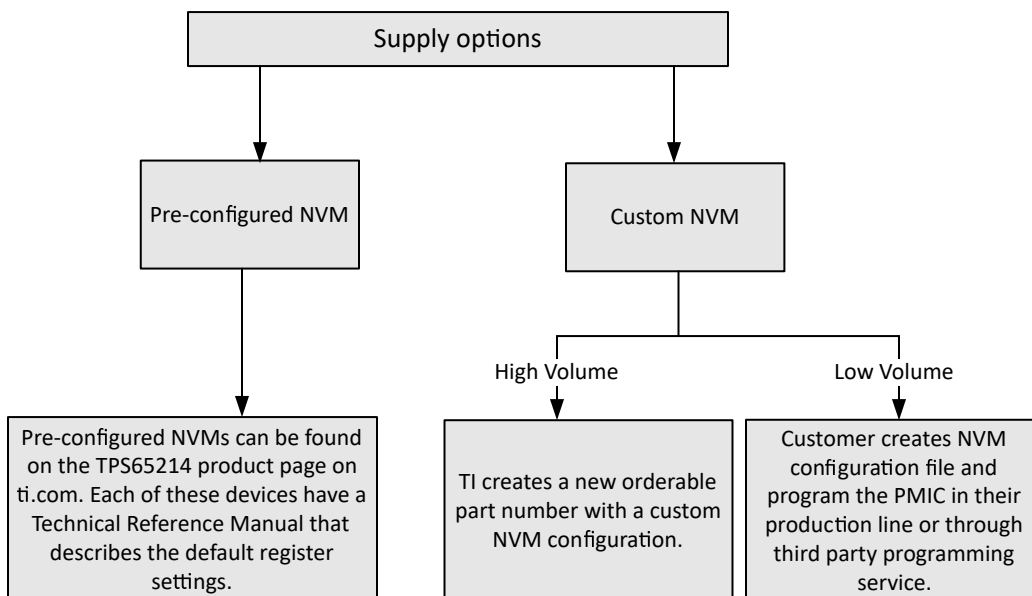 Supply options
Pre-configured NVM
Custom NVM
High Volume
Low Volume
Pre-configured NVMs can be found
on the TPS65214 product page on
ti.com. Each of these devices have a
Technical Reference Manual that
describes the default register
settings.
TI creates a new orderable
part number with a custom
NVM configuration.
Customer creates NVM
configuration file and
program the PMIC in their
production line or through
third party programming
service.